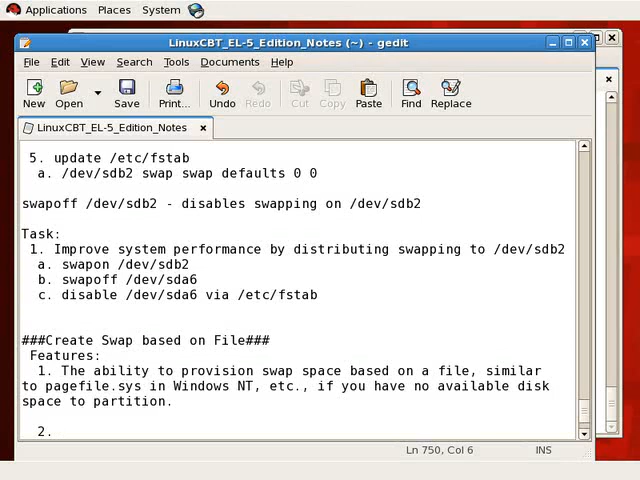 Applications Places System
LinuxCBT_EL-5_Edition_Notes (~) - gedit
File Edit View Search Tools Documents Help
New Open Save Print... Undo Redo Cut Copy Paste Find Replace
LinuxCBT_EL-5_Edition_Notes
5. update /etc/fstab
a. /dev/sdb2 swap swap defaults 0 0
swapoff /dev/sdb2 - disables swapping on /dev/sdb2
Task:
1. Improve system performance by distributing swapping to /dev/sdb2
a. swapon /dev/sdb2
b. swapoff /dev/sda6
c. disable /dev/sda6 via /etc/fstab
###Create Swap based on File###
Features:
1. The ability to provision swap space based on a file, similar
to pagefile.sys in Windows NT, etc., if you have no available disk
space to partition.
2.
Ln 750, Col 6 INS